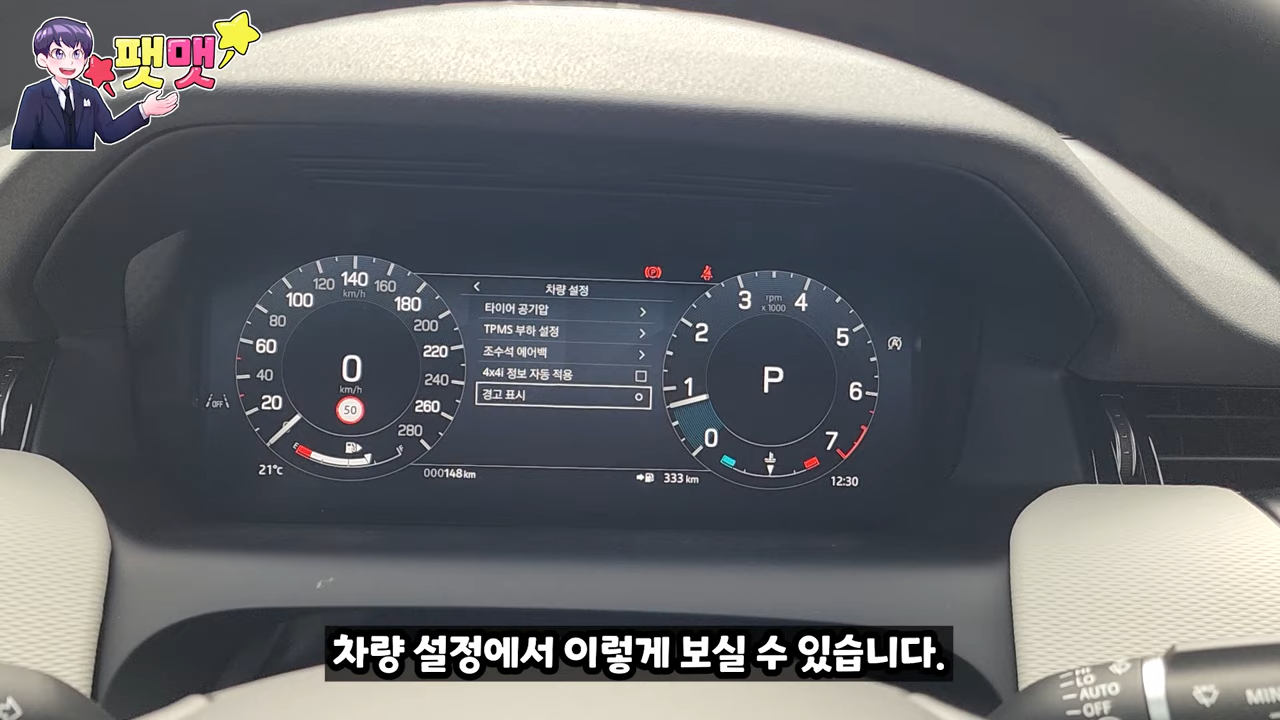 팻맷
120 140 160
km/h
100 180
80 200
60 220
40 240
20 260
280
0
km/h
50
OFF
21°C
000148 km
차량 설정
타이어 공기압
TPMS 부하 설정
조수석 에어백
4x4i 정보 자동 적용
경고 표시
333 km
3 4
rpm
x 1000
2 5
1 6
0 7
P
12:30
차량 설정에서 이렇게 보실 수 있습니다.
HI
LO
AUTO
OFF
MIN